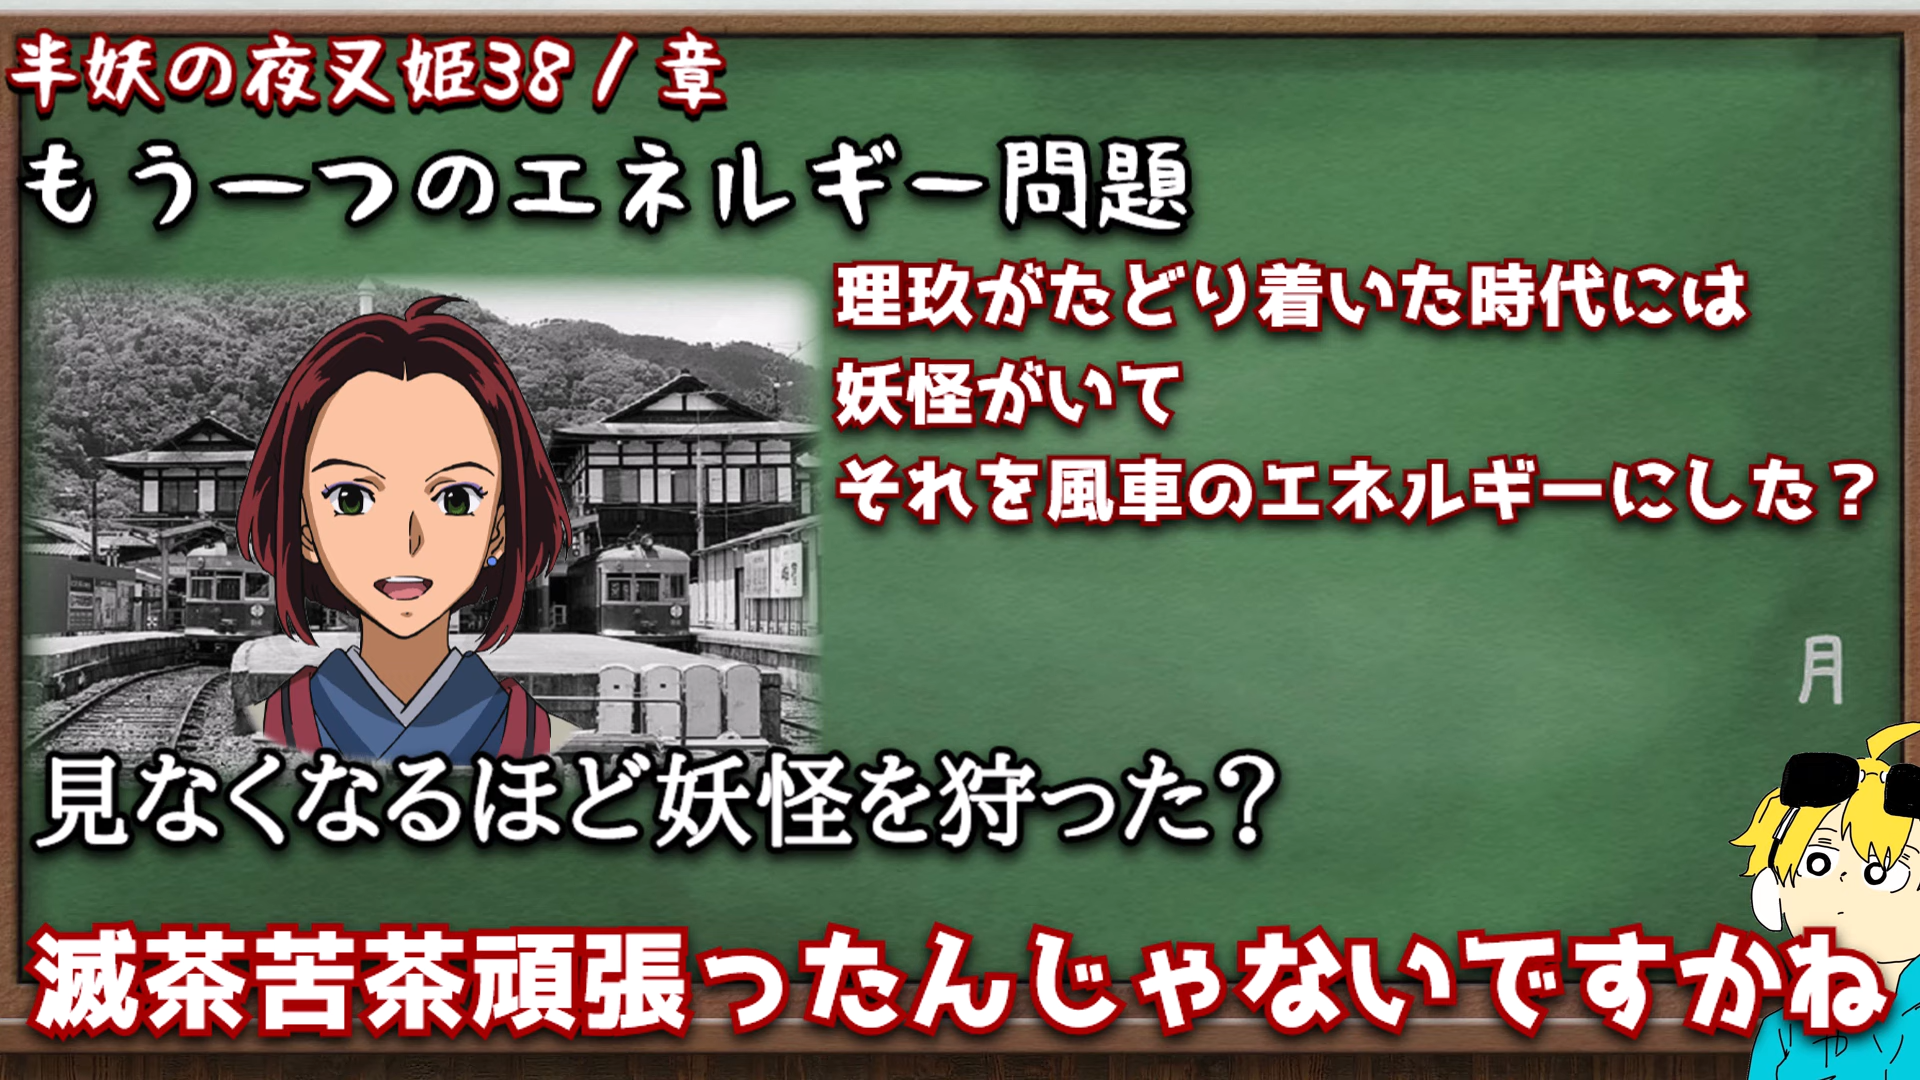 半妖の夜叉姫38/章
もう一つのエネルギー問題
理玖がたどり着いた時代には
妖怪がいて
それを風車のエネルギーにした？
月
見なくなるほど妖怪を狩った？
滅茶苦茶頑張ったんじゃないですかね